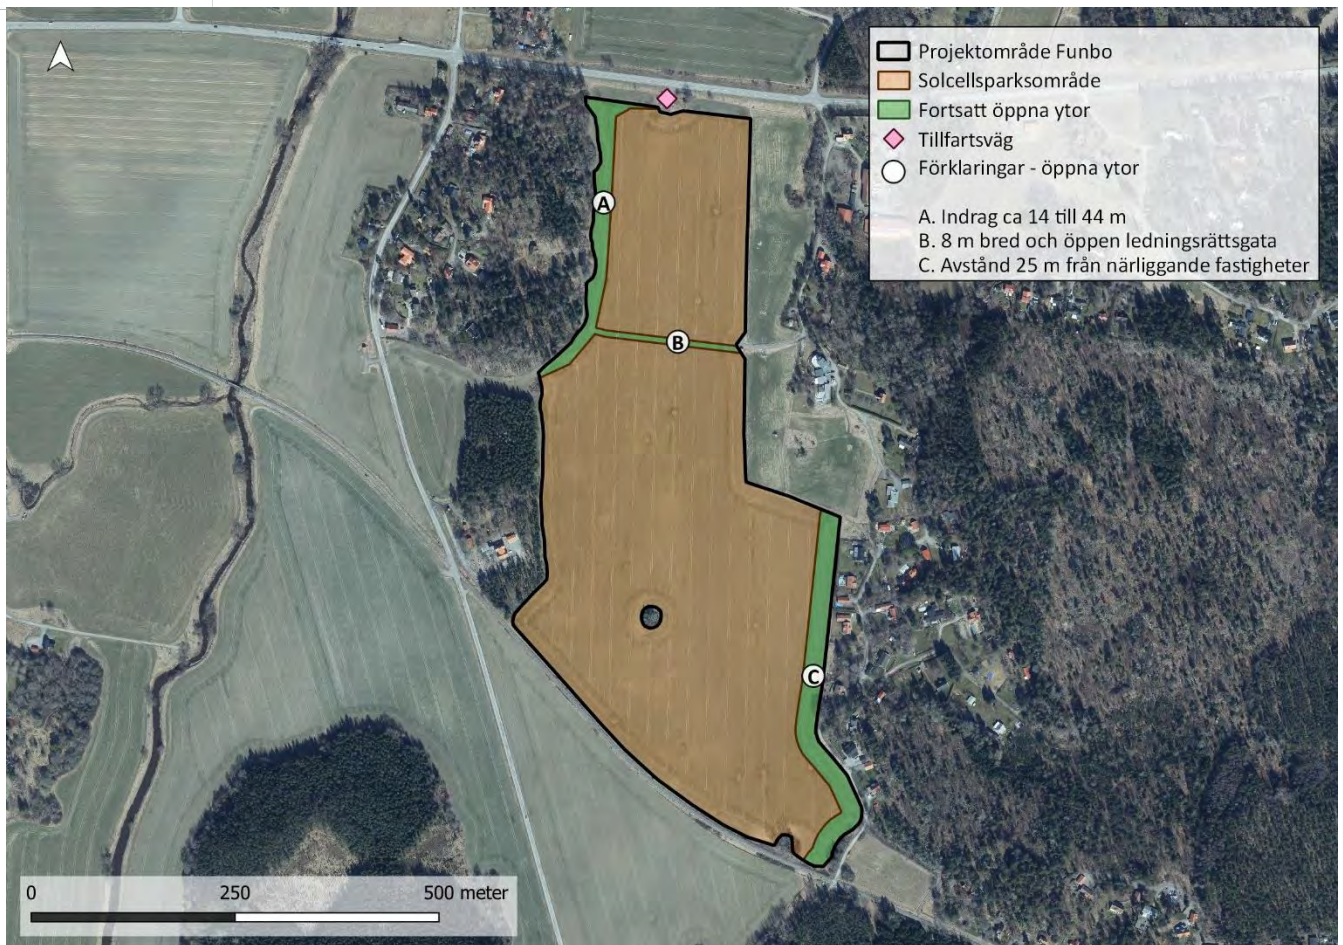 Projektområde Funbo
Solcellsparksområde
Fortsatt öppna ytor
Tillfartsväg
Förklaringar - öppna ytor
A. Indrag ca 14 till 44 m
B. 8 m bred och öppen ledningsrättsgata
C. Avstånd 25 m från närliggande fastigheter
A
B
C
0 250 500 meter